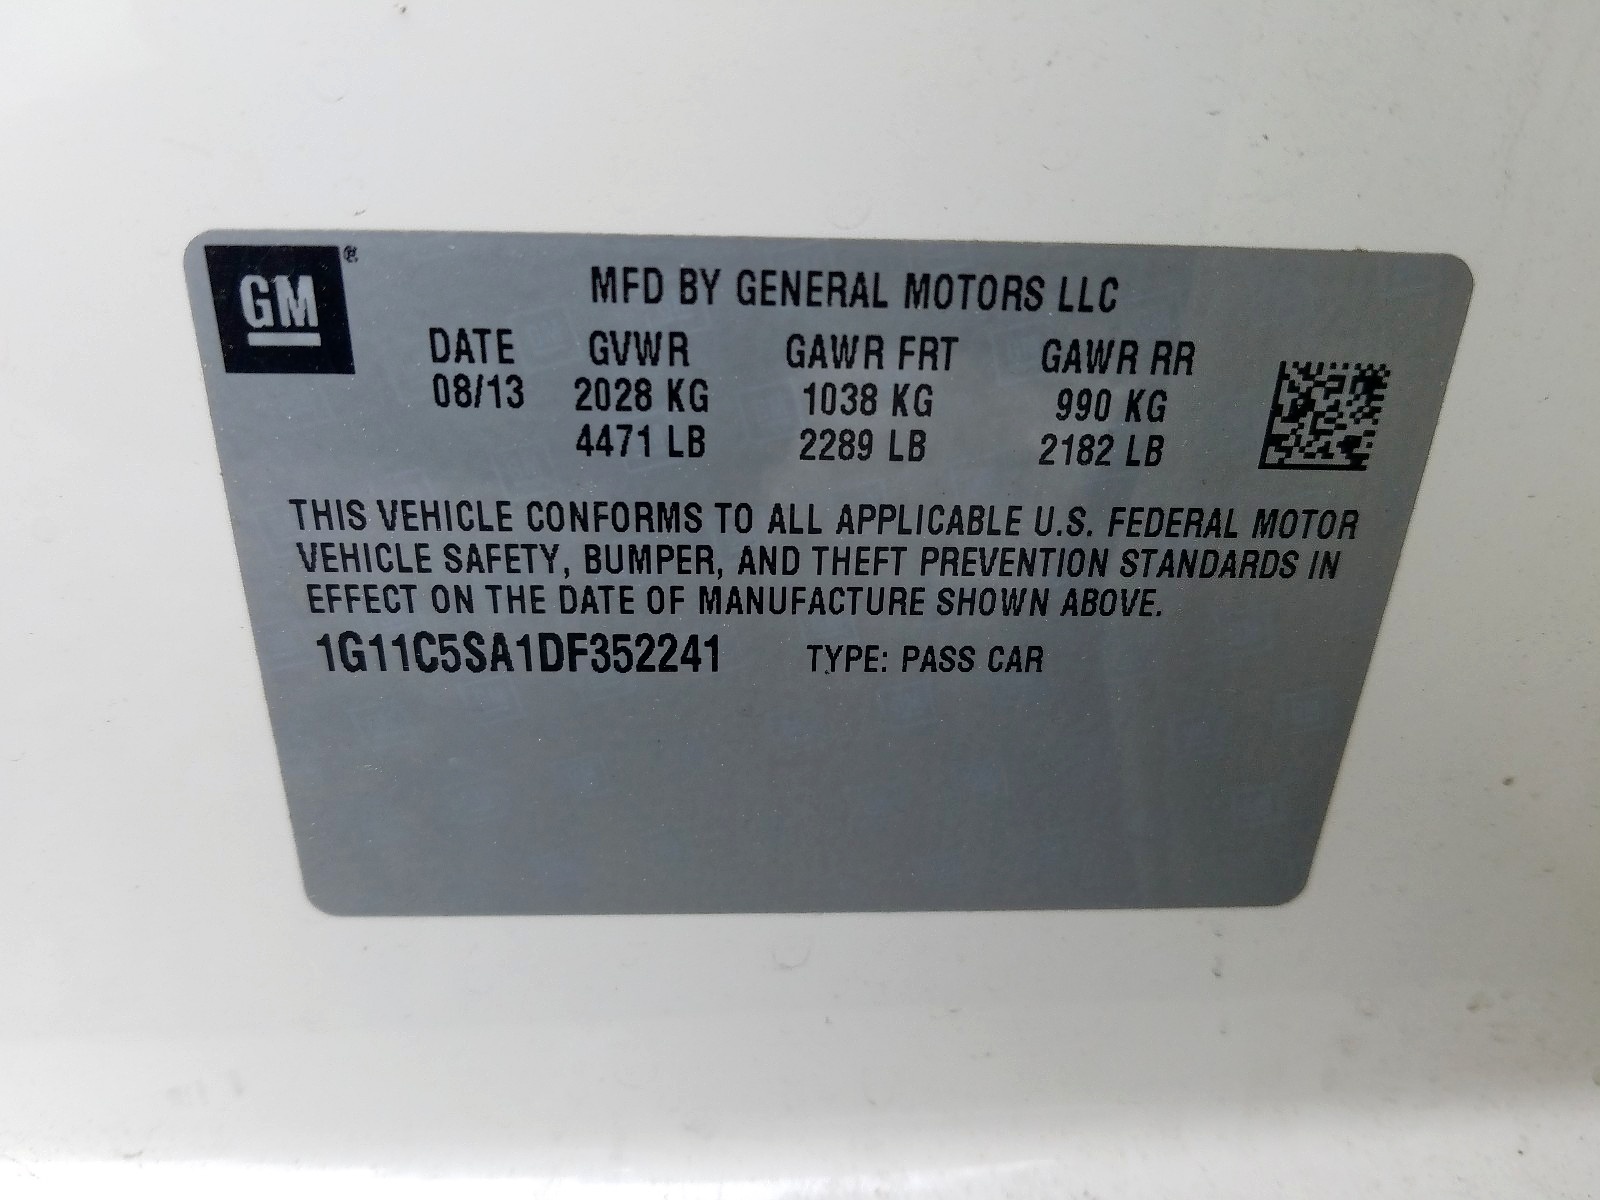 GM®
MFD BY GENERAL MOTORS LLC
DATE GVWR GAWR FRT GAWR RR
08/13 2028 KG 1038 KG 990 KG
4471 LB 2289 LB 2182 LB
THIS VEHICLE CONFORMS TO ALL APPLICABLE U.S. FEDERAL MOTOR
VEHICLE SAFETY, BUMPER, AND THEFT PREVENTION STANDARDS IN
EFFECT ON THE DATE OF MANUFACTURE SHOWN ABOVE.
1G11C5SA1DF352241 TYPE: PASS CAR